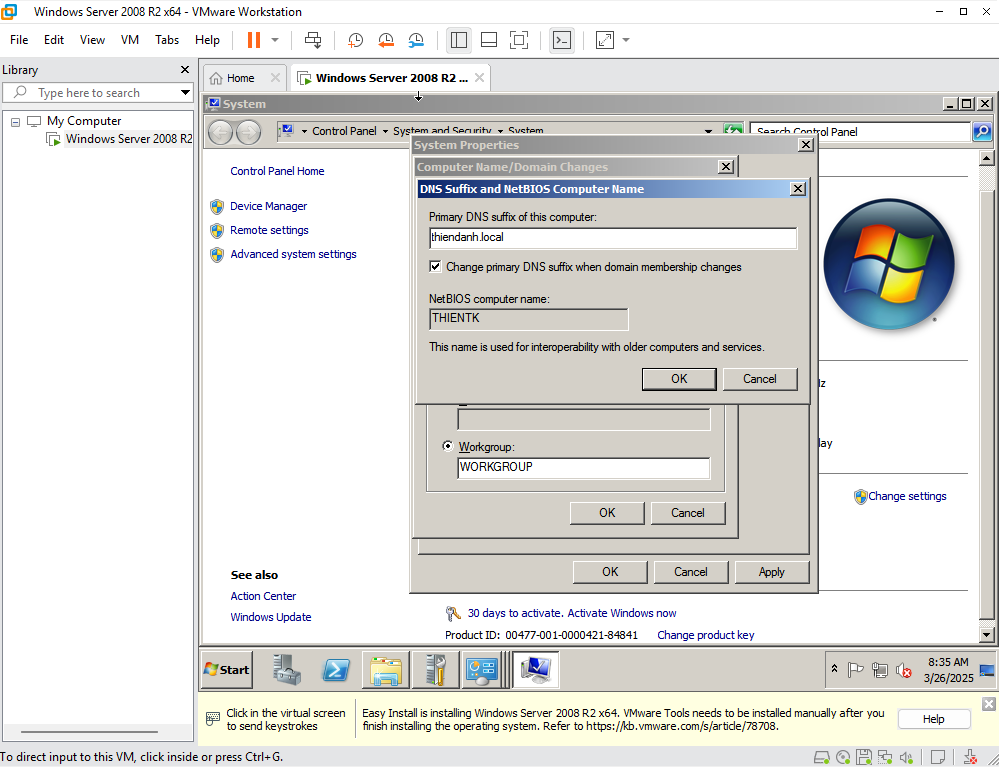 Windows Server 2008 R2 x64 - VMware Workstation
File Edit View VM Tabs Help
Library
Type here to search
My Computer
Windows Server 2008 R2
Home
Windows Server 2008 R2 ...
System
Control Panel System and Security System
Search Control Panel
Control Panel Home
Device Manager
Remote settings
Advanced system settings
System Properties
Computer Name/Domain Changes
DNS Suffix and NetBIOS Computer Name
Primary DNS suffix of this computer:
thiendanh.local
Change primary DNS suffix when domain membership changes
NetBIOS computer name:
THIENTK
This name is used for interoperability with older computers and services.
OK Cancel
Workgroup:
WORKGROUP
OK Cancel
OK Cancel Apply
Change settings
See also
Action Center
Windows Update
30 days to activate. Activate Windows now
Product ID: 00477-001-0000421-84841 Change product key
Start
8:35 AM
3/26/2025
Click in the virtual screen
to send keystrokes
Easy Install is installing Windows Server 2008 R2 x64. VMware Tools needs to be installed manually after you
finish installing the operating system. Refer to https://kb.vmware.com/s/article/78708.
Help
To direct input to this VM, click inside or press Ctrl+G.